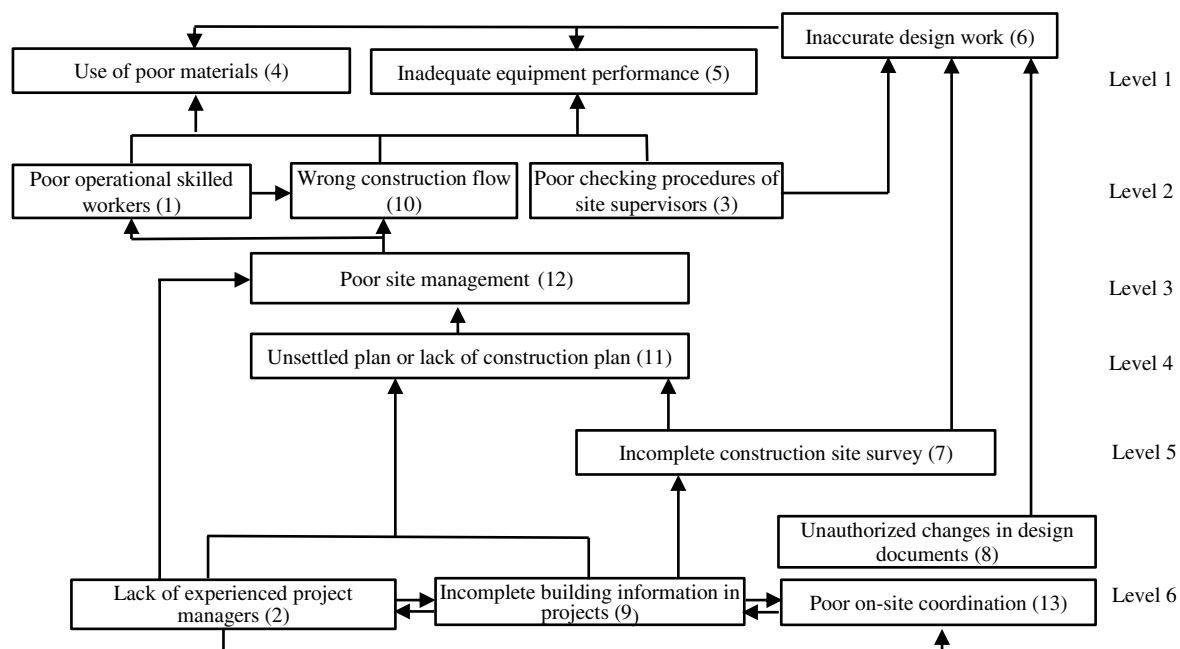 Inaccurate design work (6)
Use of poor materials (4)
Inadequate equipment performance (5)
Level 1
Poor operational skilled
workers (1)
Wrong construction flow
(10)
Poor checking procedures of
site supervisors (3)
Level 2
Poor site management (12)
Level 3
Unsettled plan or lack of construction plan (11)
Level 4
Incomplete construction site survey (7)
Level 5
Unauthorized changes in design
documents (8)
Lack of experienced project
managers (2)
Incomplete building information in
projects (9)
Poor on-site coordination (13)
Level 6